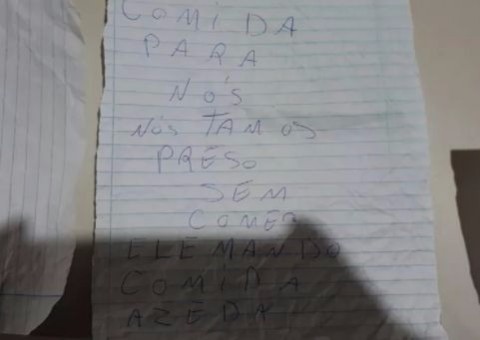 COMIDA
PARA
NÓS
NÓS TAMOS
PRESO
SEM
COMER
ELE MANDO
COMIDA
AZEDA